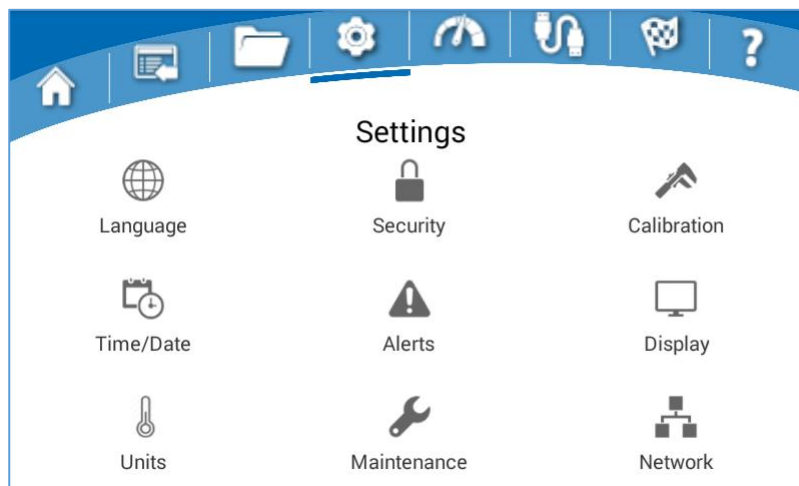 ?
Settings
Language Security Calibration
Time/Date Alerts Display
Units Maintenance Network